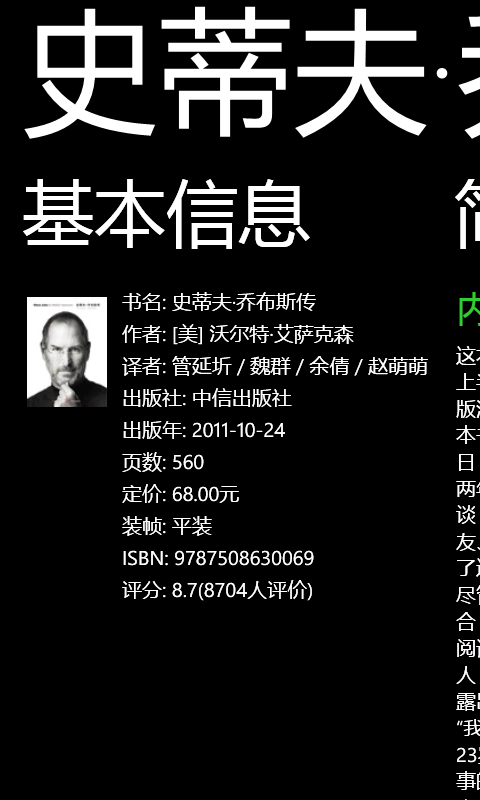 史蒂夫·
基本信息
书名: 史蒂夫·乔布斯传
作者: [美] 沃尔特·艾萨克森
译者: 管延圻 / 魏群 / 余倩 / 赵萌萌
出版社: 中信出版社
出版年: 2011-10-24
页数: 560
定价: 68.00元
装帧: 平装
ISBN: 9787508630069
评分: 8.7(8704人评价)
这
上
版
本
日
两
谈
友、
了
尽
合
阅
人
露
“我
23
事